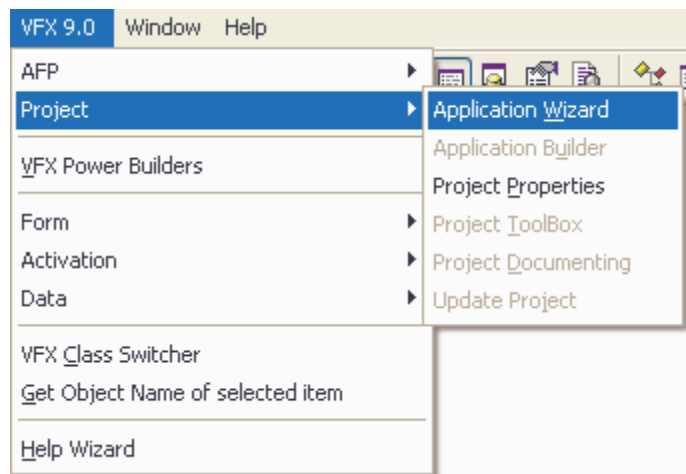 VFX 9.0 Window Help
AFP
Project
VFX Power Builders
Form
Activation
Data
VFX Class Switcher
Get Object Name of selected item
Help Wizard
Application Wizard
Application Builder
Project Properties
Project ToolBox
Project Documenting
Update Project